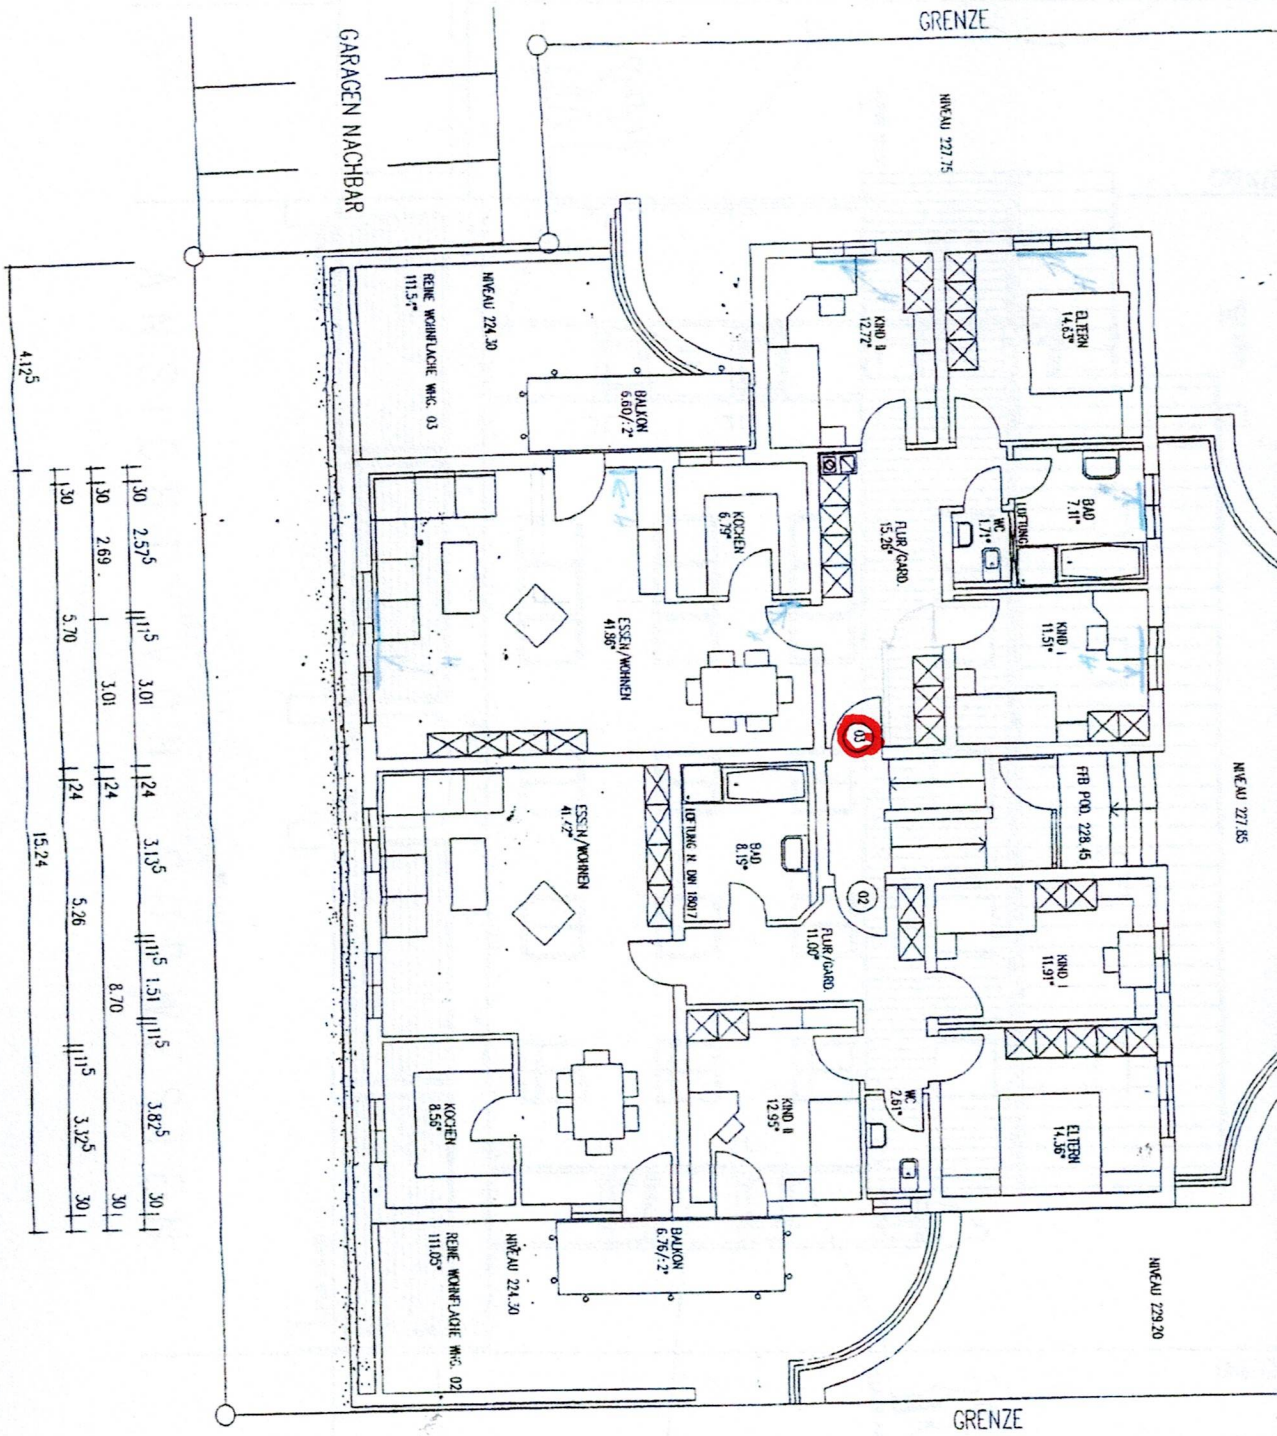 GRENZE
GARAGEN NACHBAR
NIVEAU 227.75
NIVEAU 224.30
REINE WOHNFLÄCHE WHG. 03
BALKON
6.60/:2"
KIND II
12.72"
ELTERN
14.63"
KOCHEN
6.79"
FLUR/GARD.
15.26"
WC
1.71"
LÜFTUNG
BAD
7.11"
ESSEN/WOHNEN
41.86"
KIND I
11.51"
03
FFB POD. 228.45
NIVEAU 227.85
ESSEN/WOHNEN
BAD
8.15"
LÜFTUNG N. DIN 18017
02
FLUR/GARD.
11.00"
KIND I
11.91"
KOCHEN
8.56"
KIND II
12.95"
WC
2.61"
ELTERN
14.36"
BALKON
6.76/:2"
NIVEAU 224.30
REINE WOHNFLÄCHE WHG. 02
111.05"
NIVEAU 229.20
GRENZE
30 2.57⁵ 11⁵ 3.01 24 3.13⁵ 11⁵ 1.51 11⁵ 3.82⁵ 30
30 2.69 3.01 24 8.70 30
30 5.70 24 5.26 11⁵ 3.32⁵ 30
4.12⁵ 15.24